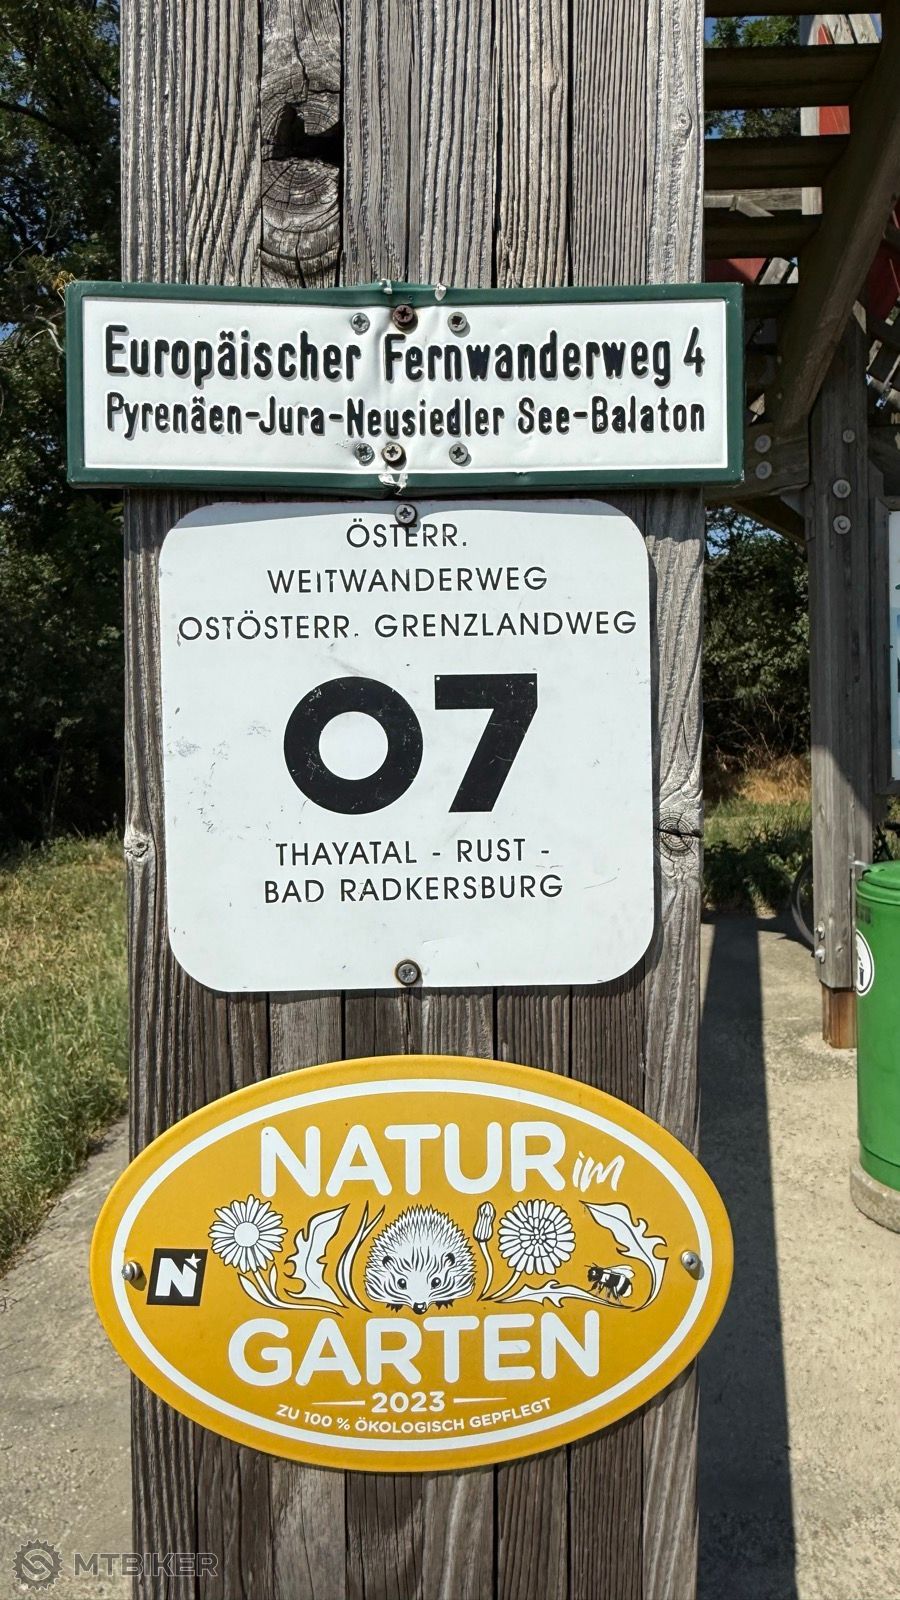 Europäischer Fernwanderweg 4
Pyrenäen-Jura-Neusiedler See-Balaton
ÖSTERR.
WEITWANDERWEG
OSTÖSTERR. GRENZLANDWEG
07
THAYATAL - RUST -
BAD RADKERSBURG
NATUR im
N
GARTEN
2023
ZU 100 % ÖKOLOGISCH GEPFLEGT
MTBIKER